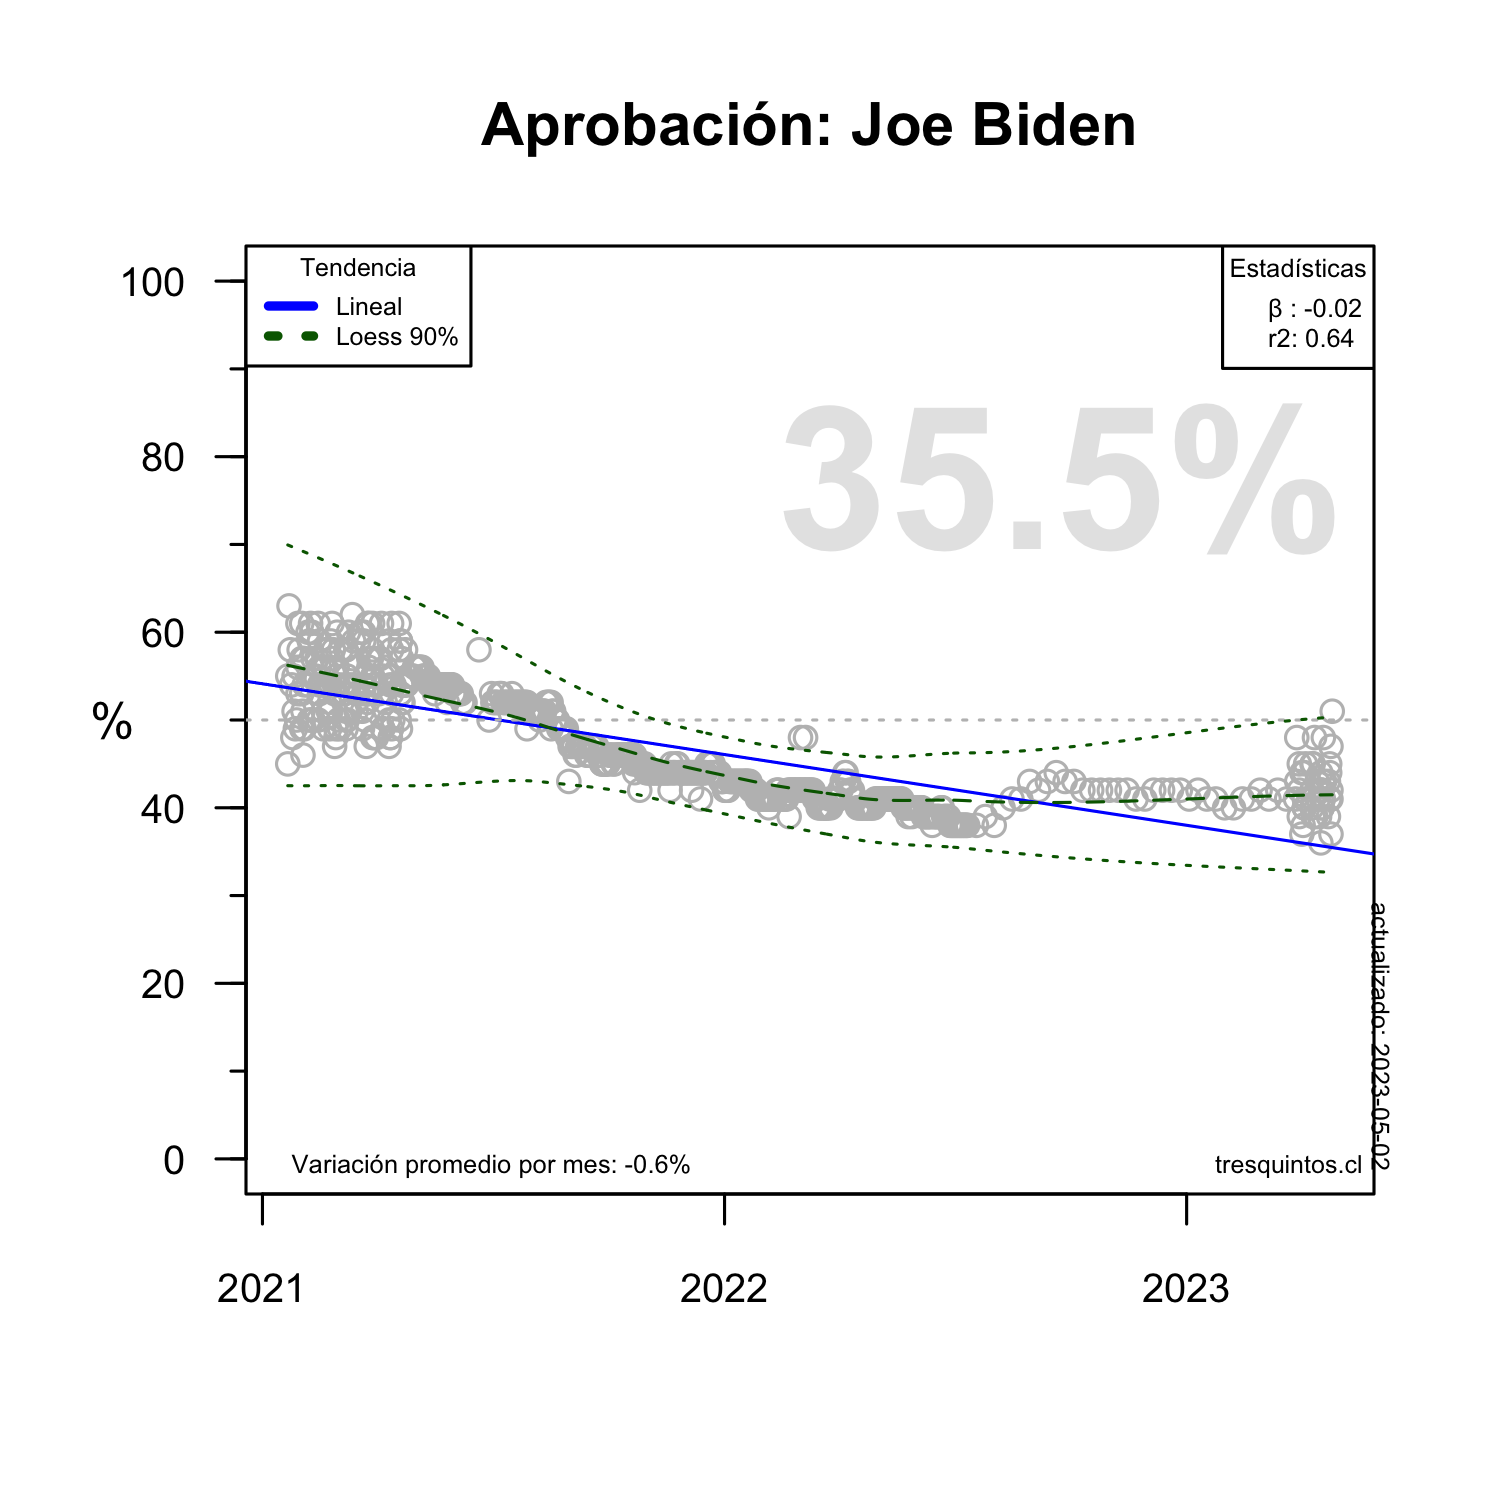 Aprobación: Joe Biden
Tendencia
Lineal
Loess 90%
Estadísticas
β : -0.02
r2: 0.64
35.5%
100
80
60
%
40
20
0
Variación promedio por mes: -0.6%
tresquintos.cl
actualizado: 2023-05-02
2021
2022
2023